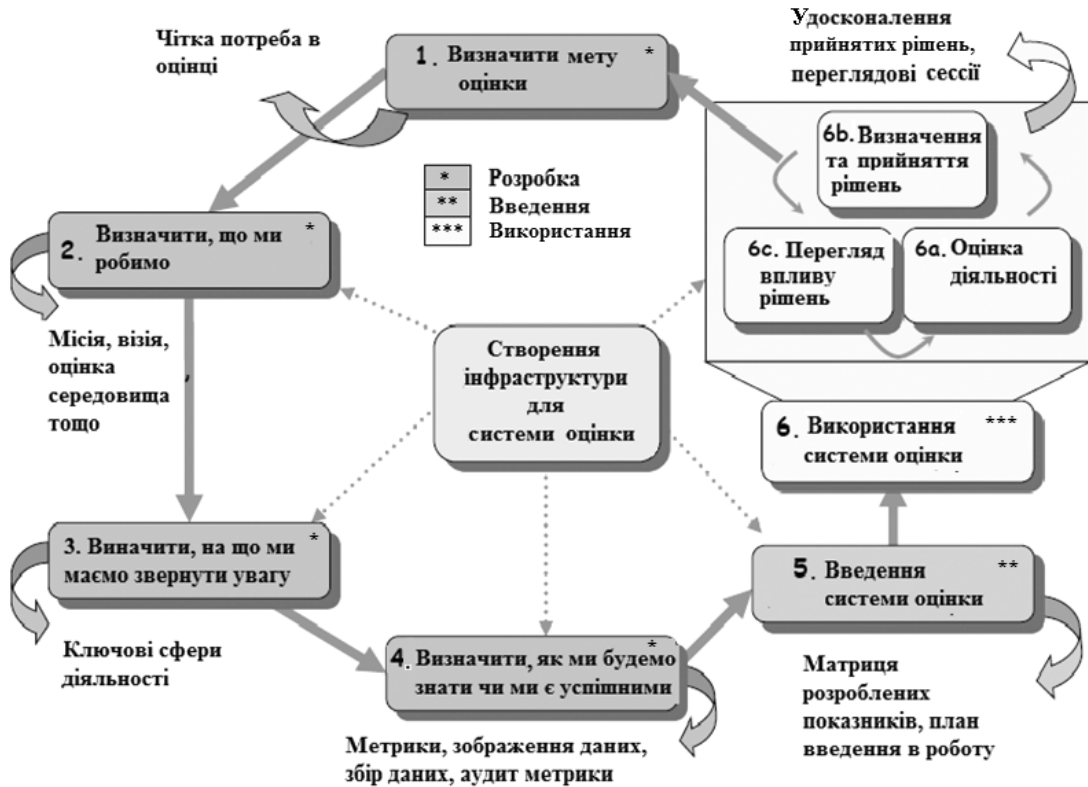 Чітка потреба в
оцінці
1. Визначити мету *
оцінки
Удосконалення
прийнятих рішень,
переглядові сессії
6b. Визначення
та прийняття
рішень
6c. Перегляд
впливу
рішень
6a. Оцінка
діяльності
* Розробка
** Введення
*** Використання
2. Визначити, що ми *
робимо
Місія, візія,
оцінка
середовища
тощо
Створення
інфраструктури
для
системи оцінки
6. Використання ***
системи оцінки
3. Виначити, на що ми *
маємо звернути увагу
Ключові сфери
діяльності
4. Визначити, як ми будемо *
знати чи ми є успішними
Метрики, зображення даних,
збір даних, аудит метрики
5. Введення **
системи оцінки
Матриця
розроблених
показників, план
введення в роботу